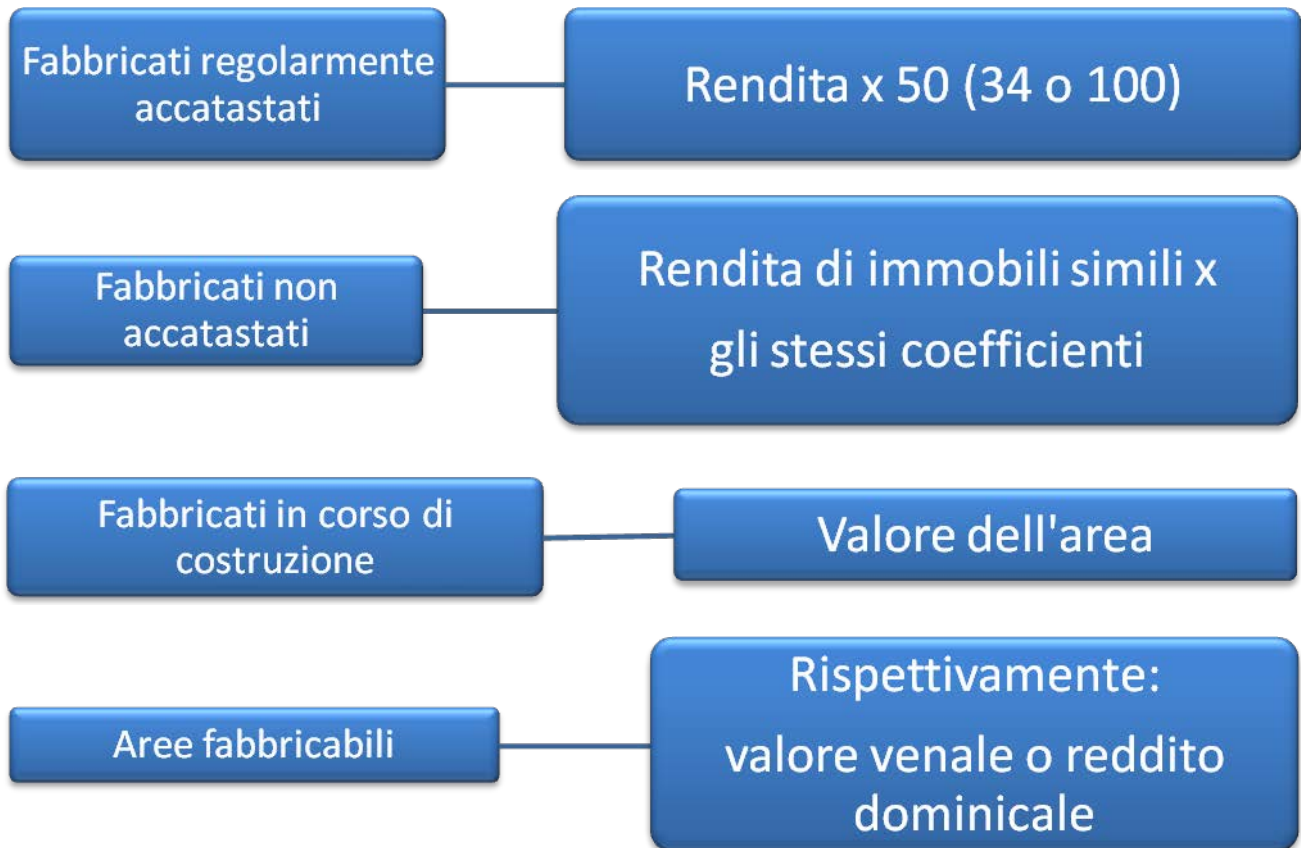 Fabbricati regolarmente
accatastati
Rendita x 50 (34 o 100)
Fabbricati non
accatastati
Rendita di immobili simili x
gli stessi coefficienti
Fabbricati in corso di
costruzione
Valore dell'area
Aree fabbricabili
Rispettivamente:
valore venale o reddito
dominicale